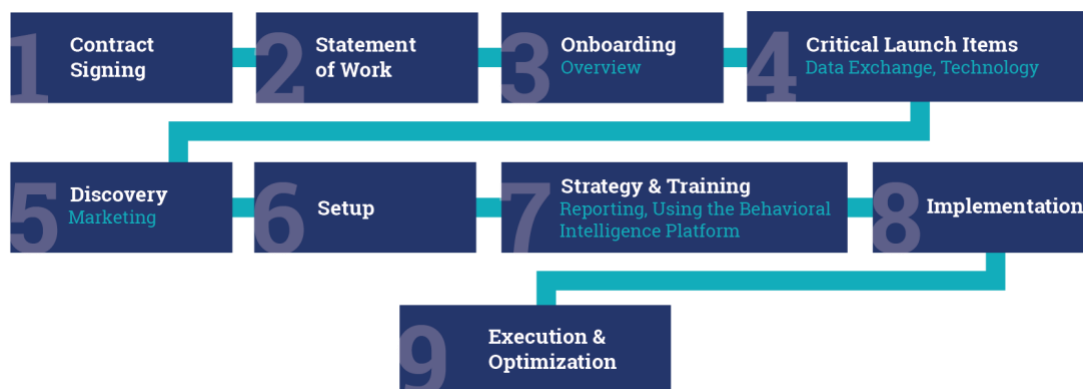 1
Contract
Signing
2
Statement
of Work
3
Onboarding
Overview
4
Critical Launch Items
Data Exchange, Technology
5
Discovery
Marketing
6
Setup
7
Strategy & Training
Reporting, Using the Behavioral
Intelligence Platform
8
Implementation
9
Execution &
Optimization